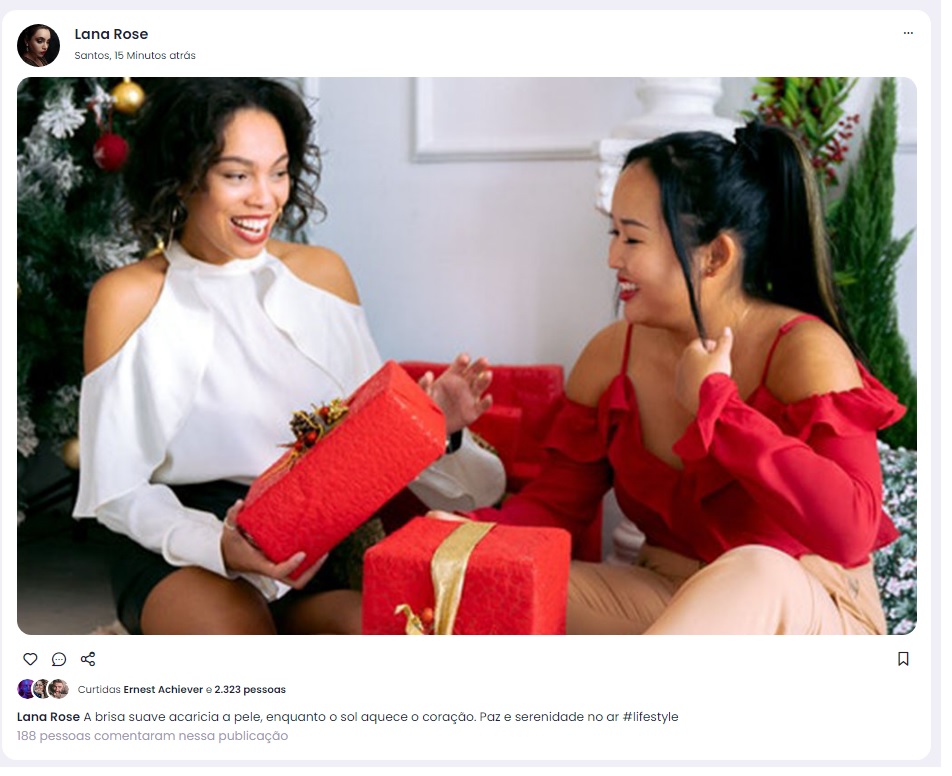 Lana Rose
Santos, 15 Minutos atrás
Curtidas Ernest Achiever e 2.323 pessoas
Lana Rose A brisa suave acaricia a pele, enquanto o sol aquece o coração. Paz e serenidade no ar #lifestyle
188 pessoas comentaram nessa publicação